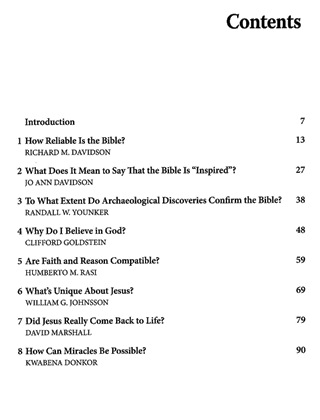 Contents
Introduction 7
1 How Reliable Is the Bible? 13
RICHARD M. DAVIDSON
2 What Does It Mean to Say That the Bible Is “Inspired”? 27
JO ANN DAVIDSON
3 To What Extent Do Archaeological Discoveries Confirm the Bible? 38
RANDALL W. YOUNKER
4 Why Do I Believe in God? 48
CLIFFORD GOLDSTEIN
5 Are Faith and Reason Compatible? 59
HUMBERTO M. RASI
6 What’s Unique About Jesus? 69
WILLIAM G. JOHNSSON
7 Did Jesus Really Come Back to Life? 79
DAVID MARSHALL
8 How Can Miracles Be Possible? 90
KWABENA DONKOR